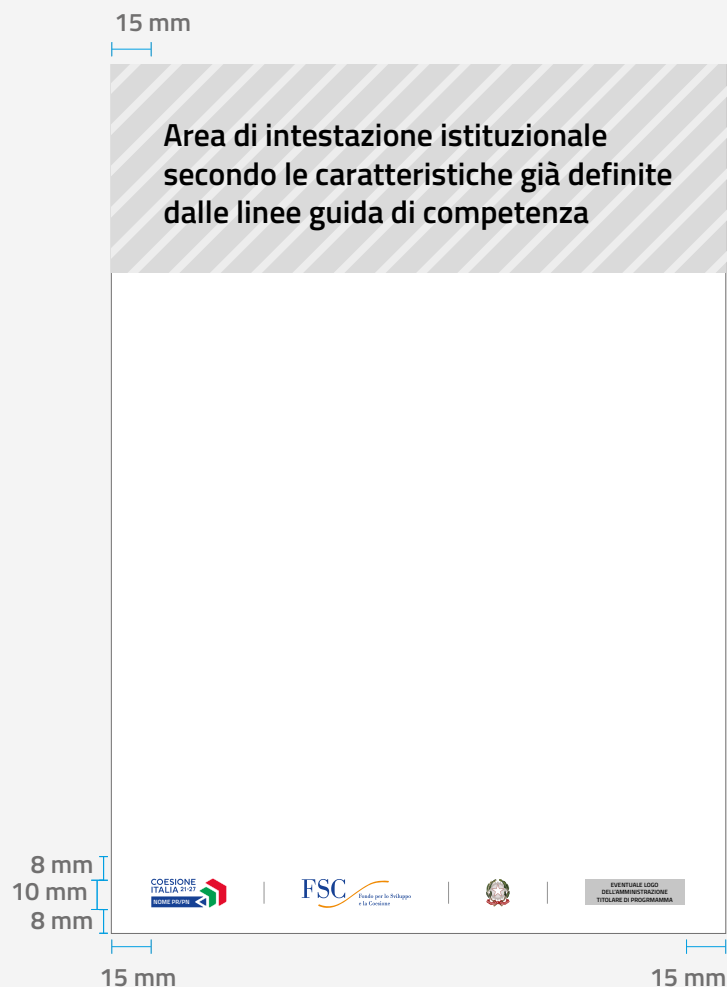 15 mm
Area di intestazione istituzionale
secondo le caratteristiche già definite
dalle linee guida di competenza
8 mm
10 mm
8 mm
COESIONE
ITALIA 21-27
NOME PR/PN
FSC
Fondo per lo Sviluppo
e la Coesione
EVENTUALE LOGO
DELL'AMMINISTRAZIONE
TITOLARE DI PROGRMAMMA
15 mm
15 mm